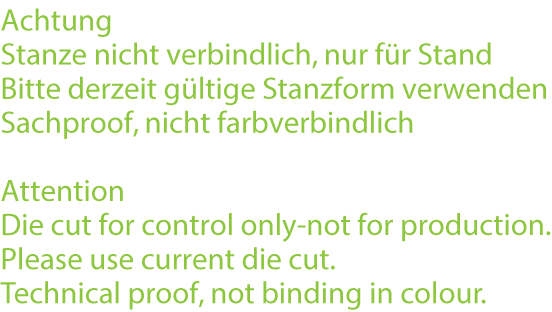 Achtung
Stanze nicht verbindlich, nur für Stand
Bitte derzeit gültige Stanzform verwenden
Sachproof, nicht farbverbindlich
Attention
Die cut for control only-not for production.
Please use current die cut.
Technical proof, not binding in colour.